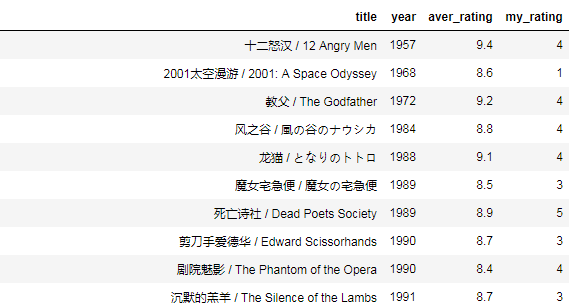 title year aver_rating my_rating
十二怒汉 / 12 Angry Men 1957 9.4 4
2001太空漫游 / 2001: A Space Odyssey 1968 8.6 1
教父 / The Godfather 1972 9.2 4
风之谷 / 風の谷のナウシカ 1984 8.8 4
龙猫 / となりのトトロ 1988 9.1 4
魔女宅急便 / 魔女の宅急便 1989 8.5 3
死亡诗社 / Dead Poets Society 1989 8.9 5
剪刀手爱德华 / Edward Scissorhands 1990 8.7 3
剧院魅影 / The Phantom of the Opera 1990 8.4 4
沉默的羔羊 / The Silence of the Lambs 1991 8.7 3